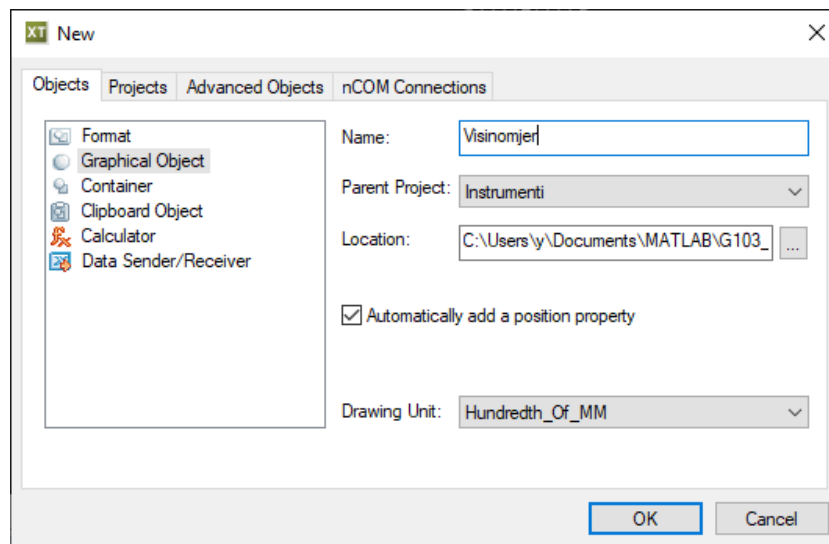 XT New
Objects Projects Advanced Objects nCOM Connections
Format
Graphical Object
Container
Clipboard Object
Calculator
Data Sender/Receiver
Name: Visinomjer
Parent Project: Instrumenti
Location: C:\Users\y\Documents\MATLAB\G103_ ...
Automatically add a position property
Drawing Unit: Hundredth_Of_MM
OK Cancel